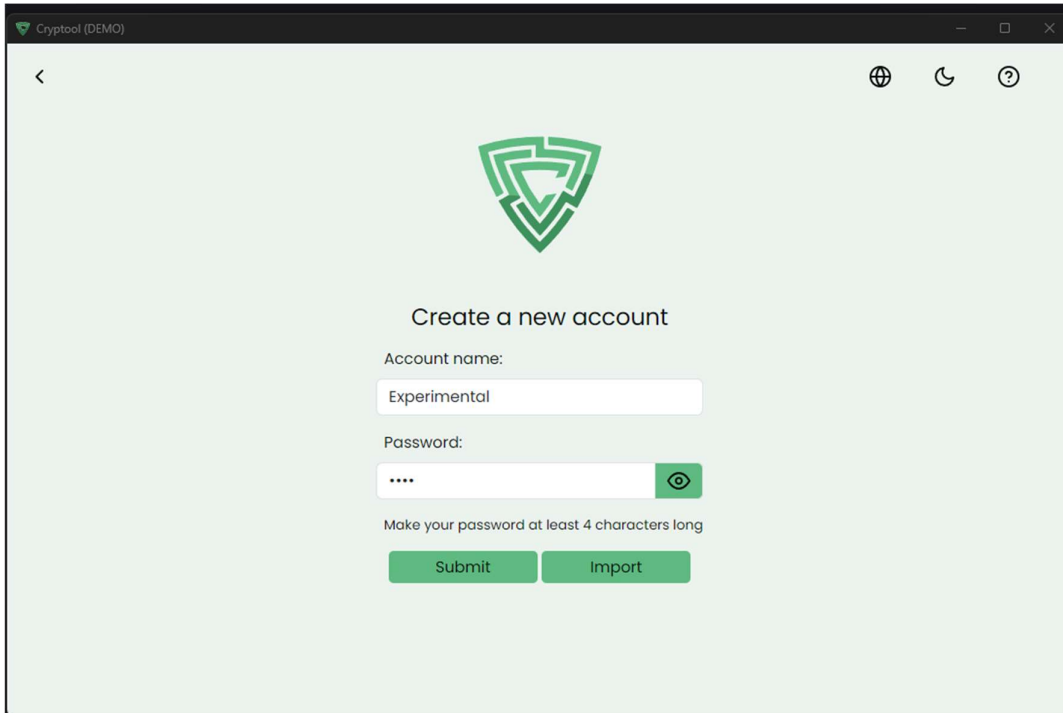 Cryptool (DEMO)
Create a new account
Account name:
Experimental
Password:
••••
Make your password at least 4 characters long
Submit Import